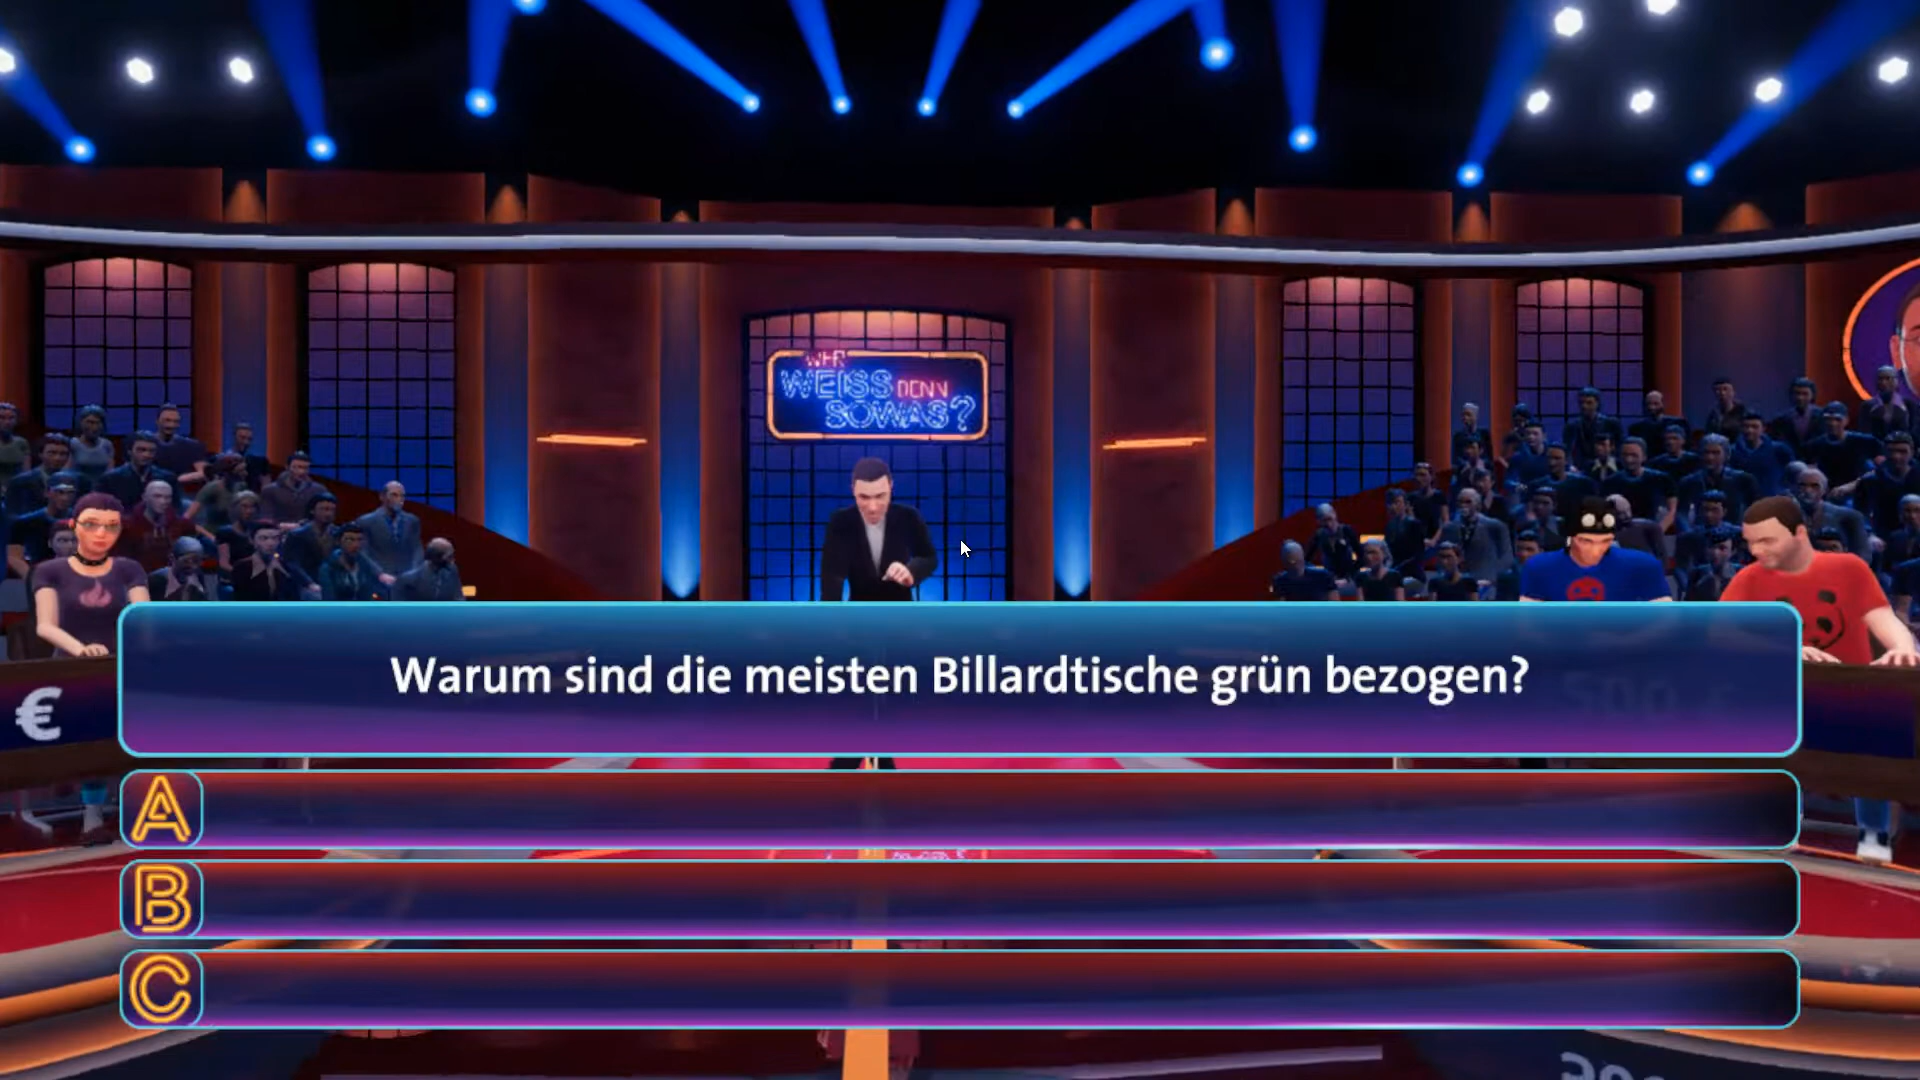 WER
WEISS DENN
SOWAS?
Warum sind die meisten Billardtische grün bezogen?
€
A
B
C